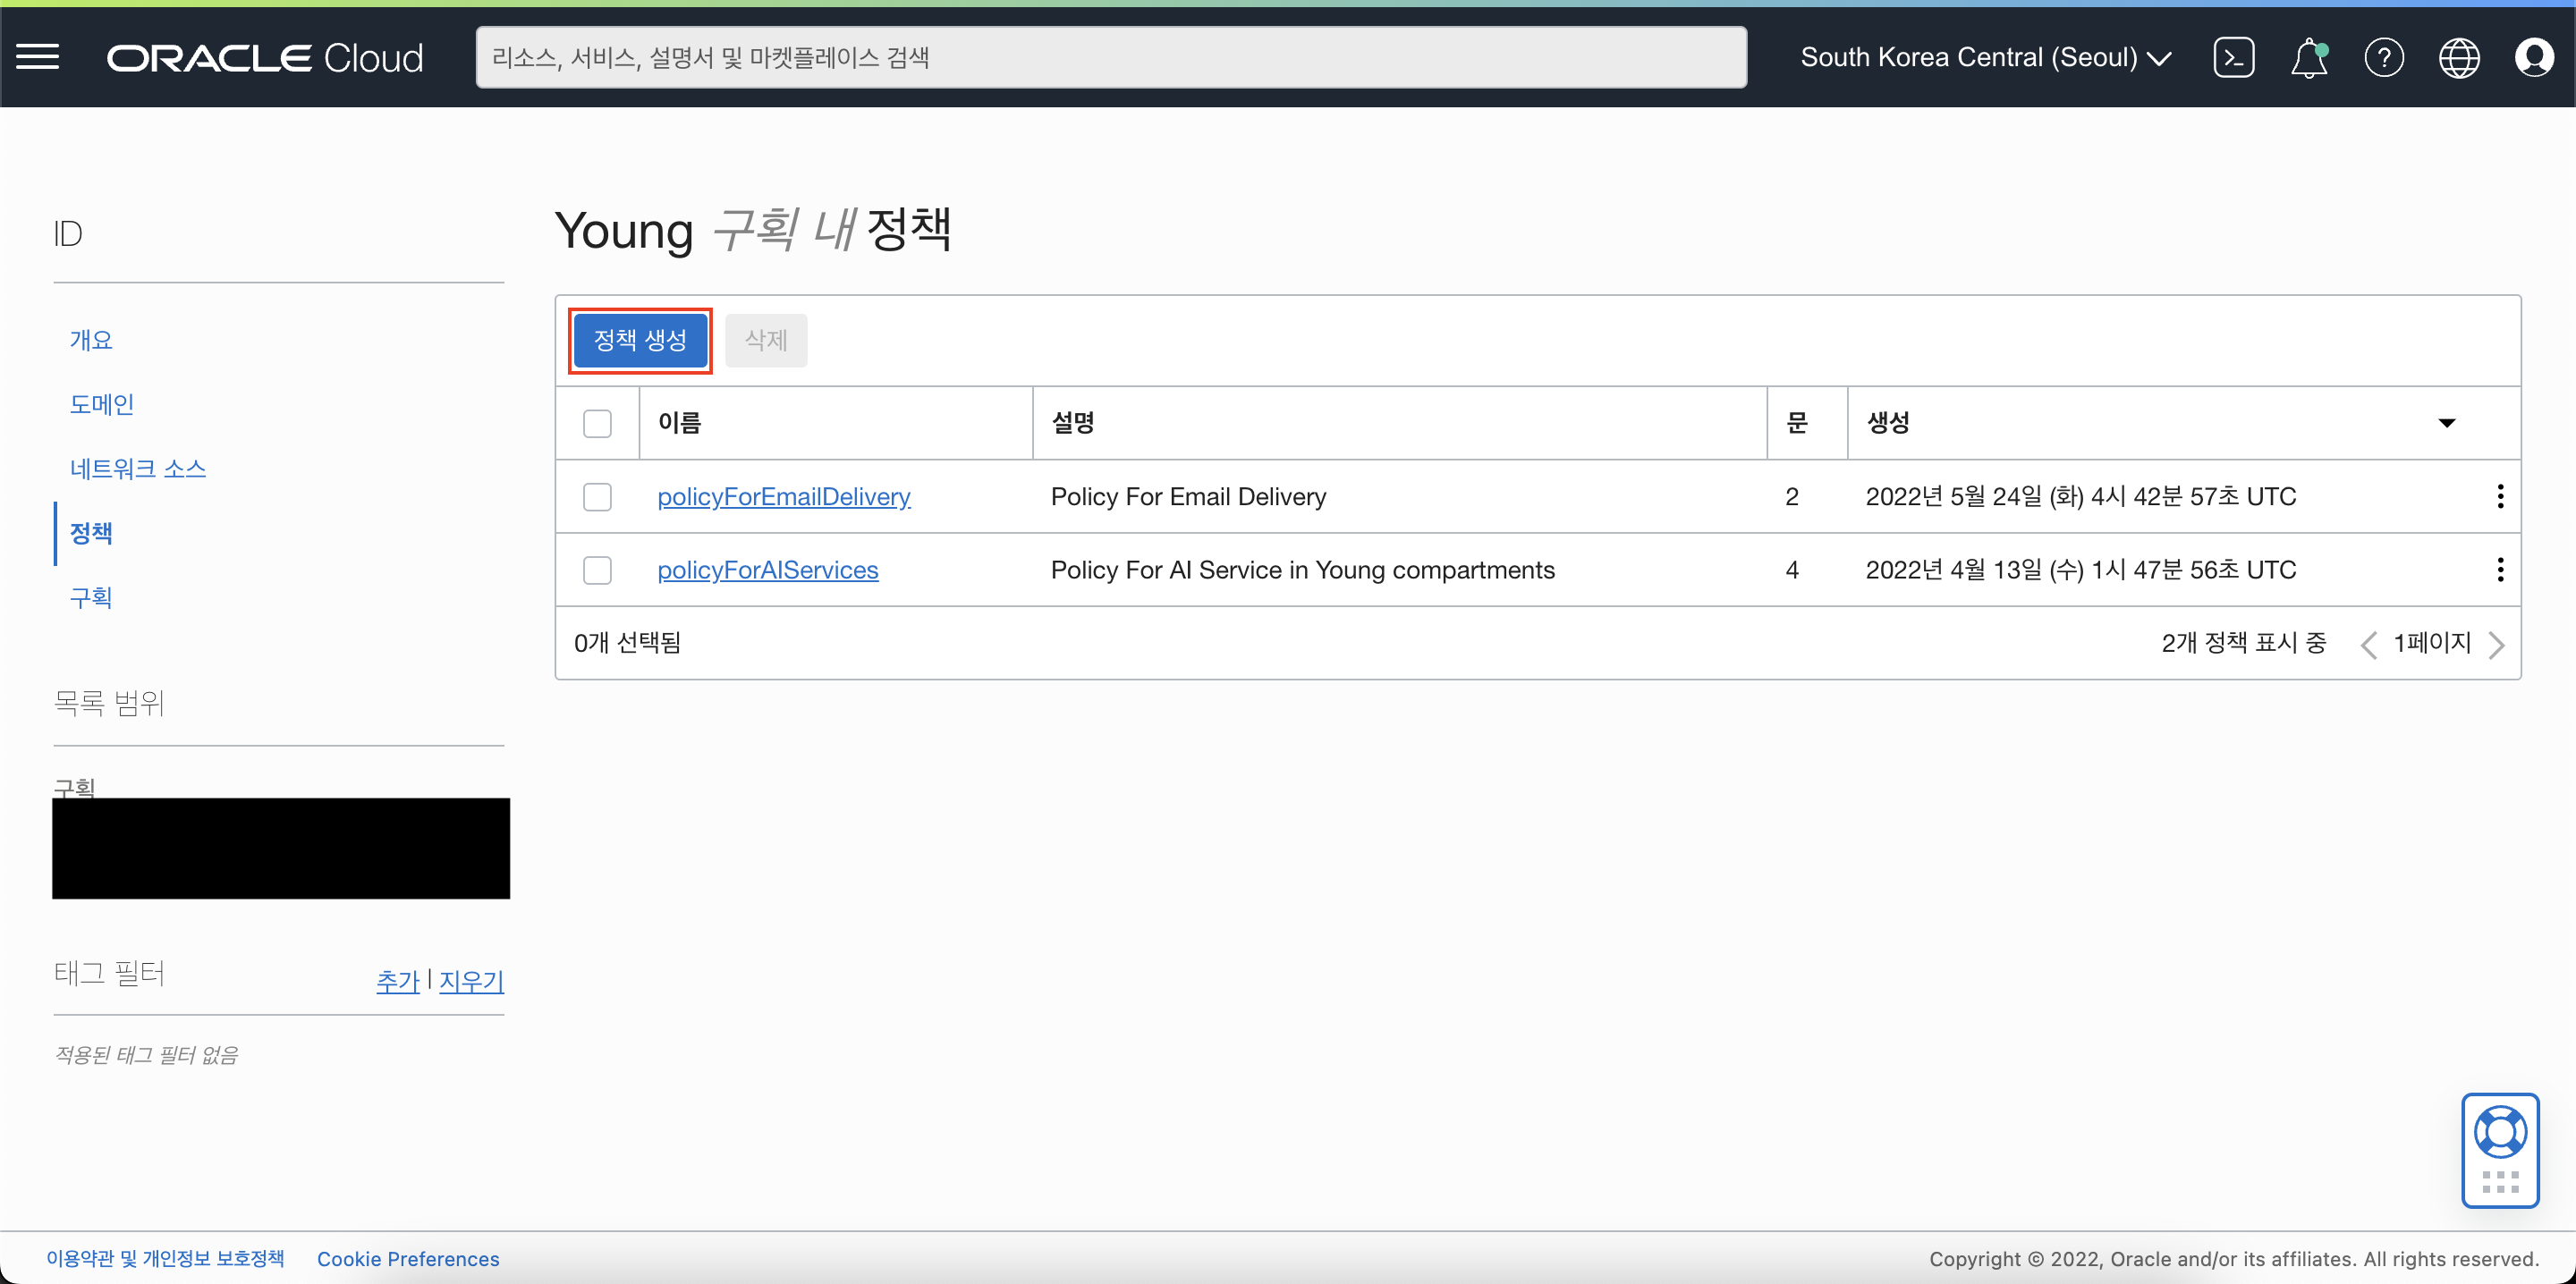 ORACLE Cloud
리소스, 서비스, 설명서 및 마켓플레이스 검색
South Korea Central (Seoul)
ID
개요
도메인
네트워크 소스
정책
구획
목록 범위
구획
태그 필터
추가 | 지우기
적용된 태그 필터 없음
Young 구획 내 정책
정책 생성
삭제
이름 설명 문 생성
policyForEmailDelivery Policy For Email Delivery 2 2022년 5월 24일 (화) 4시 42분 57초 UTC
policyForAIServices Policy For AI Service in Young compartments 4 2022년 4월 13일 (수) 1시 47분 56초 UTC
0개 선택됨 2개 정책 표시 중 1페이지
이용약관 및 개인정보 보호정책 Cookie Preferences Copyright © 2022, Oracle and/or its affiliates. All rights reserved.